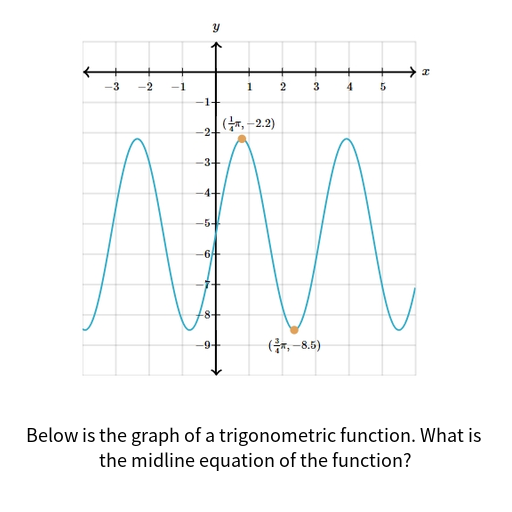 y
x
−3 −2 −1 1 2 3 4 5
−1
(1/4 π, −2.2)
−2
−3
−4
−5
−6
−7
−8
−9
(3/4 π, −8.5)
Below is the graph of a trigonometric function. What is
the midline equation of the function?